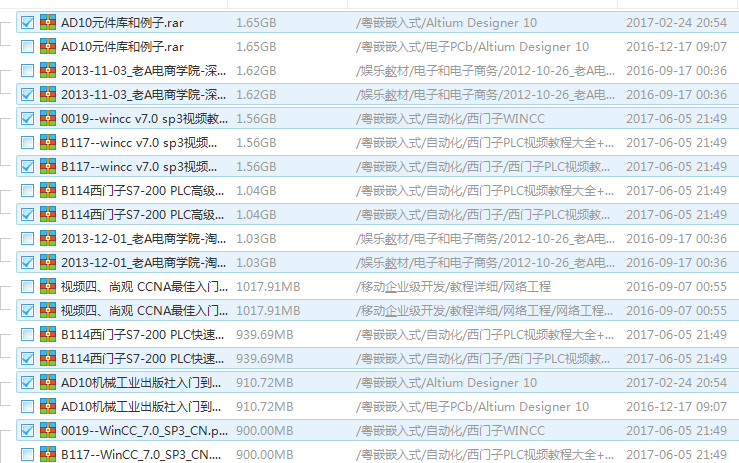 AD10元件库和例子.rar 1.65GB /粤嵌嵌入式/Altium Designer 10 2017-02-24 20:54
AD10元件库和例子.rar 1.65GB /粤嵌嵌入式/电子PCb/Altium Designer 10 2016-12-17 09:07
2013-11-03_老A电商学院-深... 1.62GB /娱乐教材/电子和电子商务/2012-10-26_老A电... 2016-09-17 00:36
2013-11-03_老A电商学院-深... 1.62GB /娱乐教材/电子和电子商务/2012-10-26_老A电... 2016-09-17 00:36
0019--wincc v7.0 sp3视频教... 1.56GB /粤嵌嵌入式/自动化/西门子WINCC 2017-06-05 21:49
B117--wincc v7.0 sp3视频... 1.56GB /粤嵌嵌入式/自动化/西门子PLC视频教程大全+... 2017-06-05 21:49
B117--wincc v7.0 sp3视频... 1.56GB /粤嵌嵌入式/自动化/西门子/西门子PLC视频教... 2017-06-05 21:49
B114西门子S7-200 PLC高级... 1.04GB /粤嵌嵌入式/自动化/西门子PLC视频教程大全+... 2017-06-05 21:49
B114西门子S7-200 PLC高级... 1.04GB /粤嵌嵌入式/自动化/西门子/西门子PLC视频教... 2017-06-05 21:49
2013-12-01_老A电商学院-淘... 1.03GB /娱乐教材/电子和电子商务/2012-10-26_老A电... 2016-09-17 00:36
2013-12-01_老A电商学院-淘... 1.03GB /娱乐教材/电子和电子商务/2012-10-26_老A电... 2016-09-17 00:36
视频四、尚观 CCNA最佳入门... 1017.91MB /移动企业级开发/教程详细/网络工程 2016-09-07 00:55
视频四、尚观 CCNA最佳入门... 1017.91MB /移动企业级开发/教程详细/网络工程/网络工程... 2016-09-07 00:55
B114西门子S7-200 PLC快速... 939.69MB /粤嵌嵌入式/自动化/西门子PLC视频教程大全+... 2017-06-05 21:49
B114西门子S7-200 PLC快速... 939.69MB /粤嵌嵌入式/自动化/西门子/西门子PLC视频教... 2017-06-05 21:49
AD10机械工业出版社入门到... 910.72MB /粤嵌嵌入式/Altium Designer 10 2017-02-24 20:54
AD10机械工业出版社入门到... 910.72MB /粤嵌嵌入式/电子PCb/Altium Designer 10 2016-12-17 09:07
0019--WinCC_7.0_SP3_CN.p... 900.00MB /粤嵌嵌入式/自动化/西门子WINCC 2017-06-05 21:49
B117--WinCC_7.0_SP3_CN.... 900.00MB /粤嵌嵌入式/自动化/西门子PLC视频教程大全+... 2017-06-05 21:49